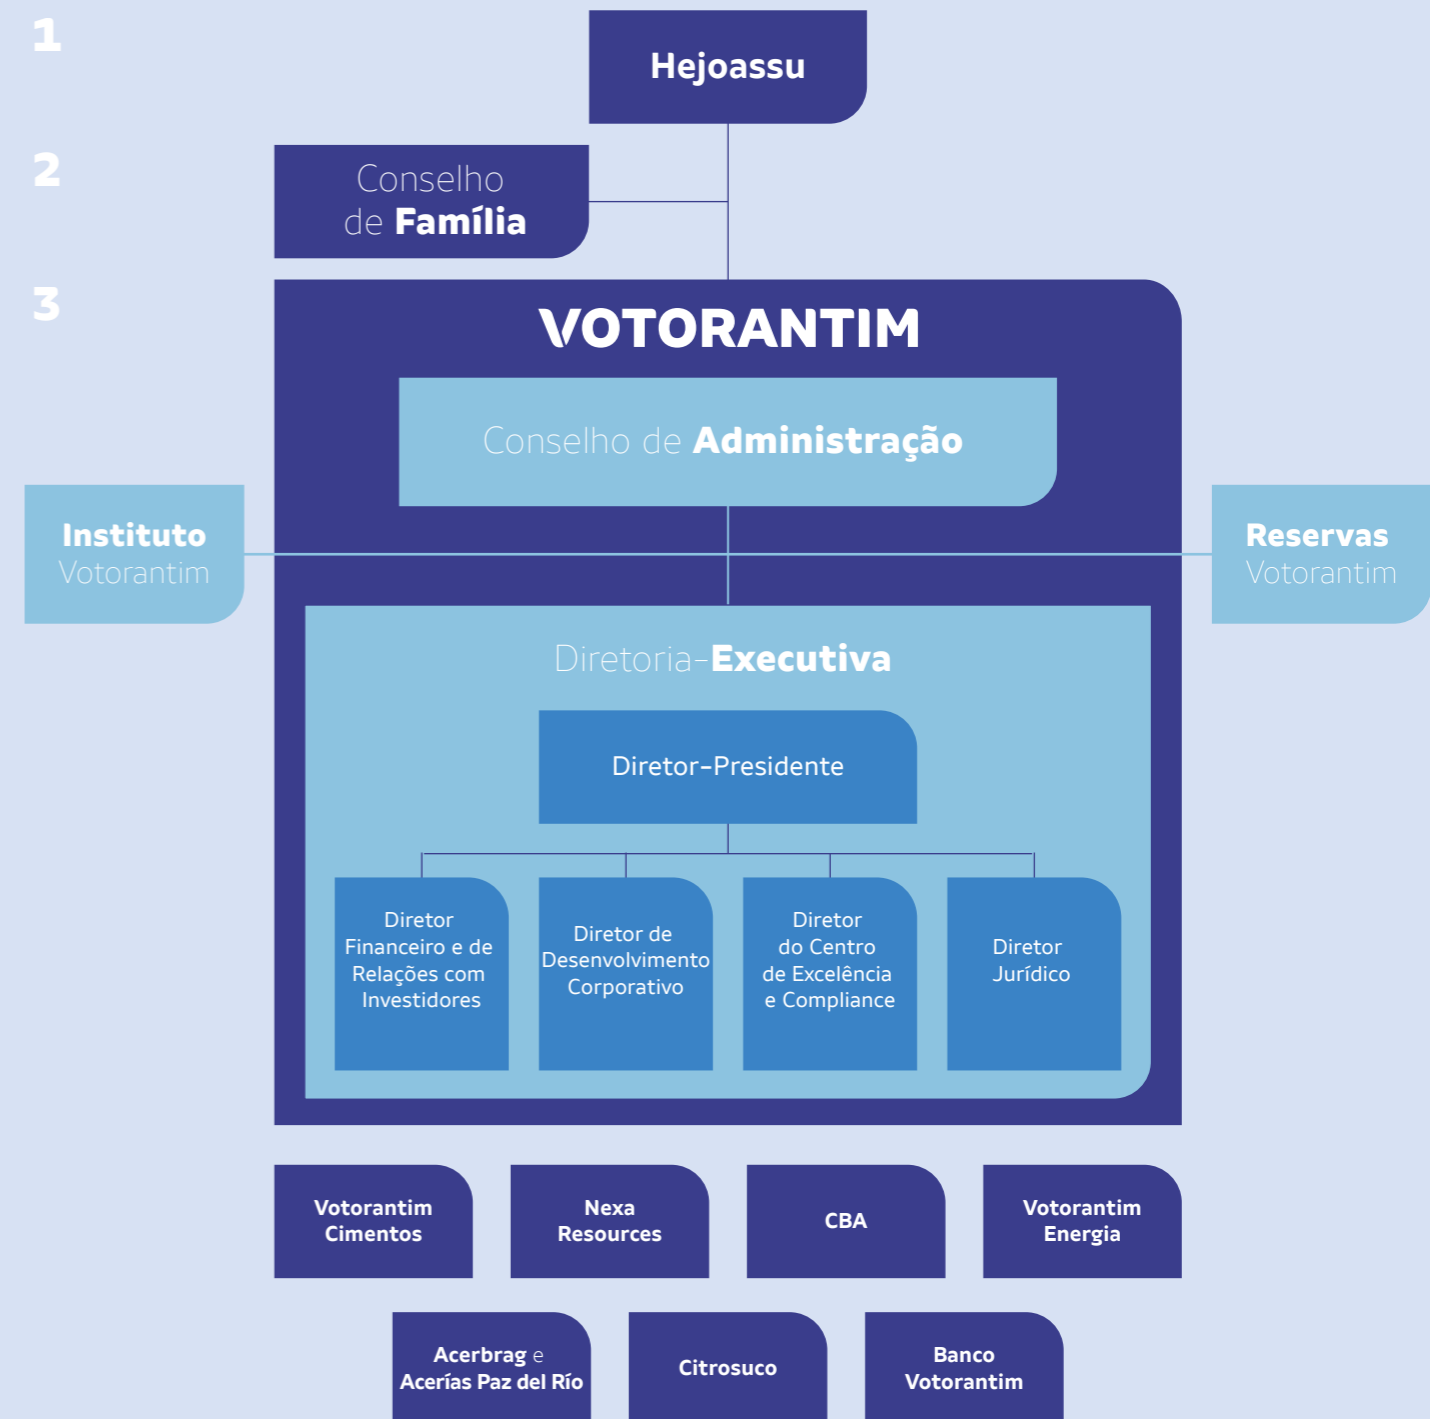 1
Hejoassu
2
Conselho
de Família
3
VOTORANTIM
Conselho de Administração
Instituto
Votorantim
Reservas
Votorantim
Diretoria-Executiva
Diretor-Presidente
Diretor
Financeiro e de
Relações com
Investidores
Diretor de
Desenvolvimento
Corporativo
Diretor
do Centro
de Excelência
e Compliance
Diretor
Jurídico
Votorantim
Cimentos
Nexa
Resources
CBA
Votorantim
Energia
Acerbrag e
Acerías Paz del Río
Citrosuco
Banco
Votorantim